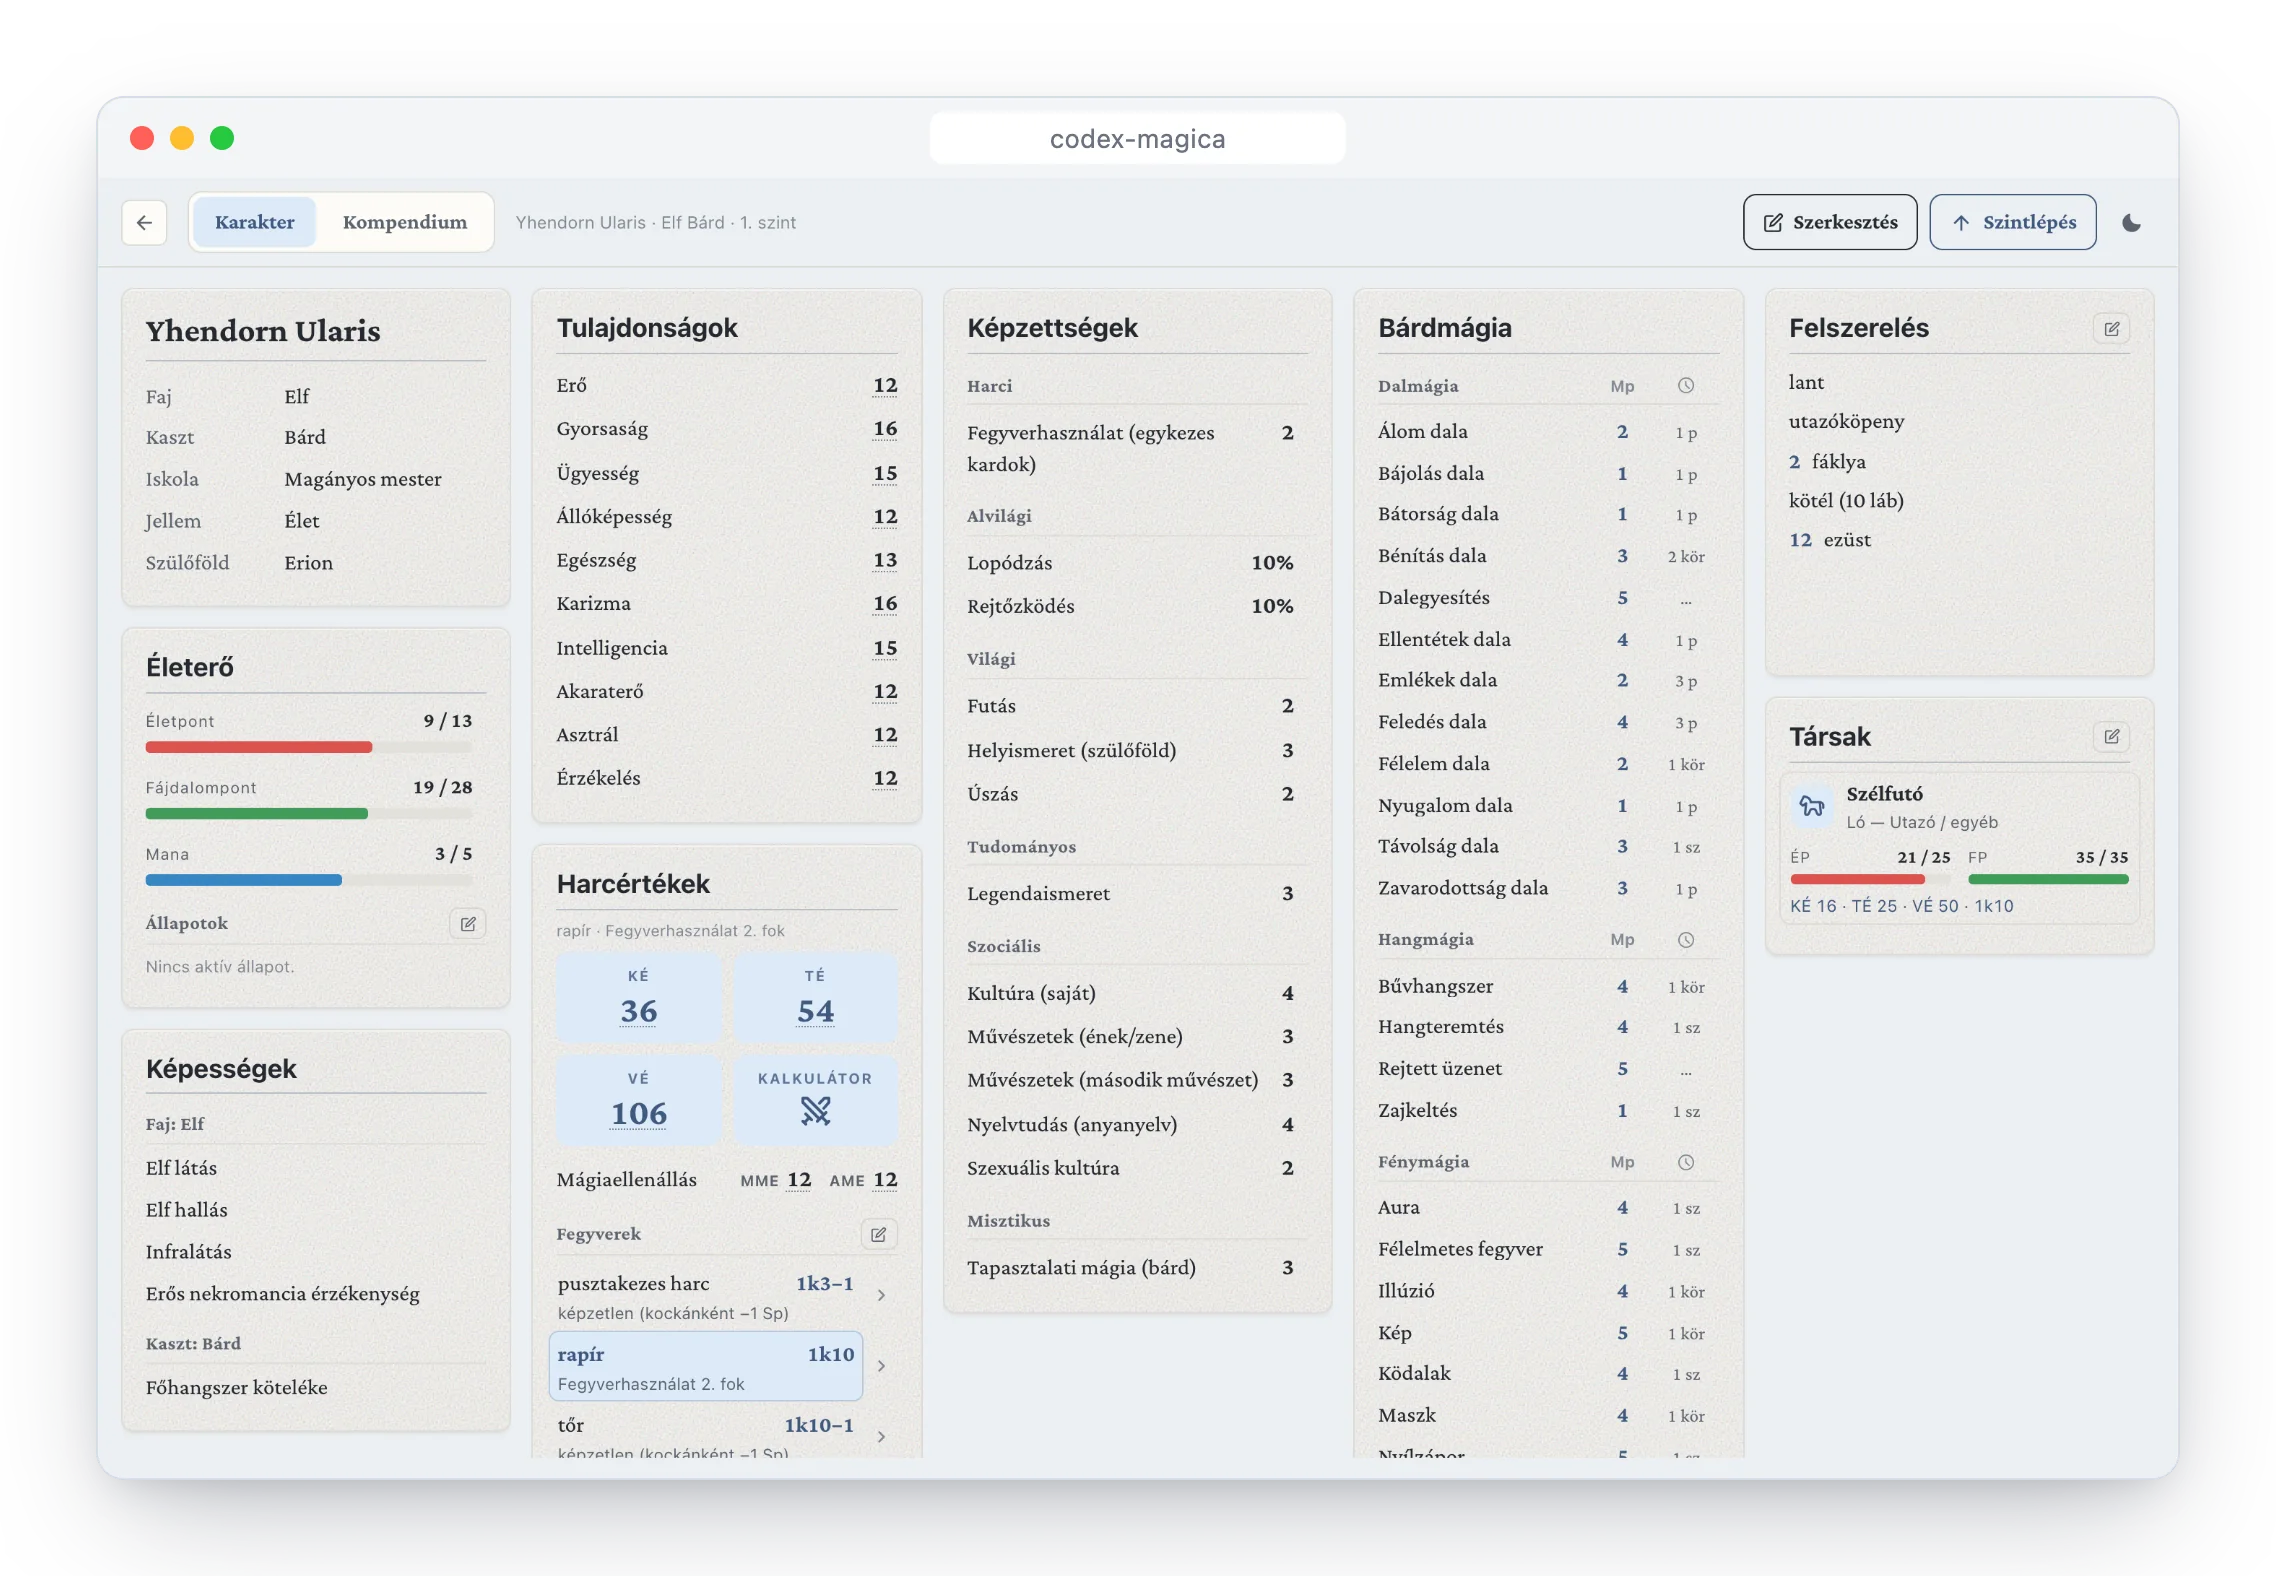 codex-magica
Karakter Kompendium Yhendorn Ularis · Elf Bárd · 1. szint Szerkesztés Szintlépés
Yhendorn Ularis
Faj Elf
Kaszt Bárd
Iskola Magányos mester
Jellem Élet
Szülőföld Erion
Életerő
Életpont 9 / 13
Fájdalompont 19 / 28
Mana 3 / 5
Állapotok
Nincs aktív állapot.
Képességek
Faj: Elf
Elf látás
Elf hallás
Infralátás
Erős nekromancia érzékenység
Kaszt: Bárd
Főhangszer köteléke
Tulajdonságok
Erő 12
Gyorsaság 16
Ügyesség 15
Állóképesség 12
Egészség 13
Karizma 16
Intelligencia 15
Akaraterő 12
Asztrál 12
Érzékelés 12
Harcértékek
rapír · Fegyverhasználat 2. fok
KÉ TÉ
36 54
VÉ KALKULÁTOR
106
Mágiaellenállás MME 12 AME 12
Fegyverek
pusztakezes harc 1k3−1
képzetlen (kockánként −1 Sp)
rapír 1k10
Fegyverhasználat 2. fok
tőr 1k10−1
képzetlen (kockánként −1 Sp)
Képzettségek
Harci
Fegyverhasználat (egykezes 2
kardok)
Alvilági
Lopódzás 10%
Rejtőzködés 10%
Világi
Futás 2
Helyismeret (szülőföld) 3
Úszás 2
Tudományos
Legendaismeret 3
Szociális
Kultúra (saját) 4
Művészetek (ének/zene) 3
Művészetek (második művészet) 3
Nyelvtudás (anyanyelv) 4
Szexuális kultúra 2
Misztikus
Tapasztalati mágia (bárd) 3
Bárdmágia
Dalmágia Mp
Álom dala 2 1 p
Bájolás dala 1 1 p
Bátorság dala 1 1 p
Bénítás dala 3 2 kör
Dalegyesítés 5 ...
Ellentétek dala 4 1 p
Emlékek dala 2 3 p
Feledés dala 4 3 p
Félelem dala 2 1 kör
Nyugalom dala 1 1 p
Távolság dala 3 1 sz
Zavarodottság dala 3 1 p
Hangmágia Mp
Bűvhangszer 4 1 kör
Hangteremtés 4 1 sz
Rejtett üzenet 5 ...
Zajkeltés 1 1 sz
Fénymágia Mp
Aura 4 1 sz
Félelmetes fegyver 5 1 sz
Illúzió 4 1 kör
Kép 5 1 kör
Ködalak 4 1 sz
Maszk 4 1 kör
Nyílzápor 5 1 sz
Felszerelés
lant
utazóköpeny
2 fáklya
kötél (10 láb)
12 ezüst
Társak
Szélfutó
Ló — Utazó / egyéb
ÉP 21 / 25 FP 35 / 35
KÉ 16 · TÉ 25 · VÉ 50 · 1k10